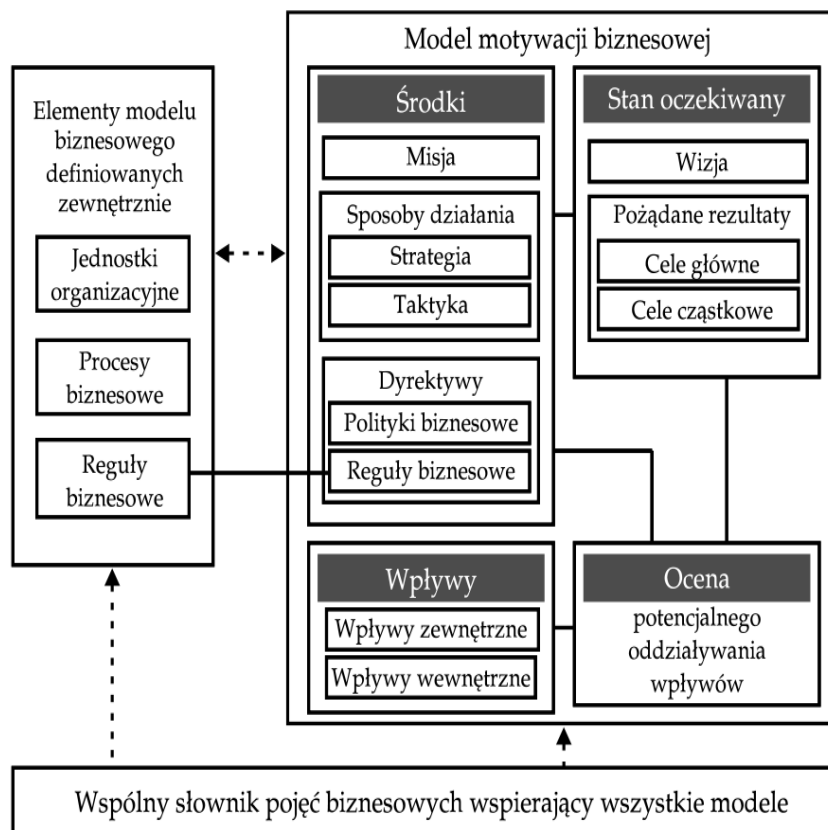 Model motywacji biznesowej
Elementy modelu
biznesowego
definiowanych
zewnętrznie
Jednostki
organizacyjne
Procesy
biznesowe
Reguły
biznesowe
Środki
Misja
Sposoby działania
Strategia
Taktyka
Dyrektywy
Polityki biznesowe
Reguły biznesowe
Stan oczekiwany
Wizja
Pożądane rezultaty
Cele główne
Cele cząstkowe
Wpływy
Wpływy zewnętrzne
Wpływy wewnętrzne
Ocena
potencjalnego
oddziaływania
wpływów
Wspólny słownik pojęć biznesowych wspierający wszystkie modele